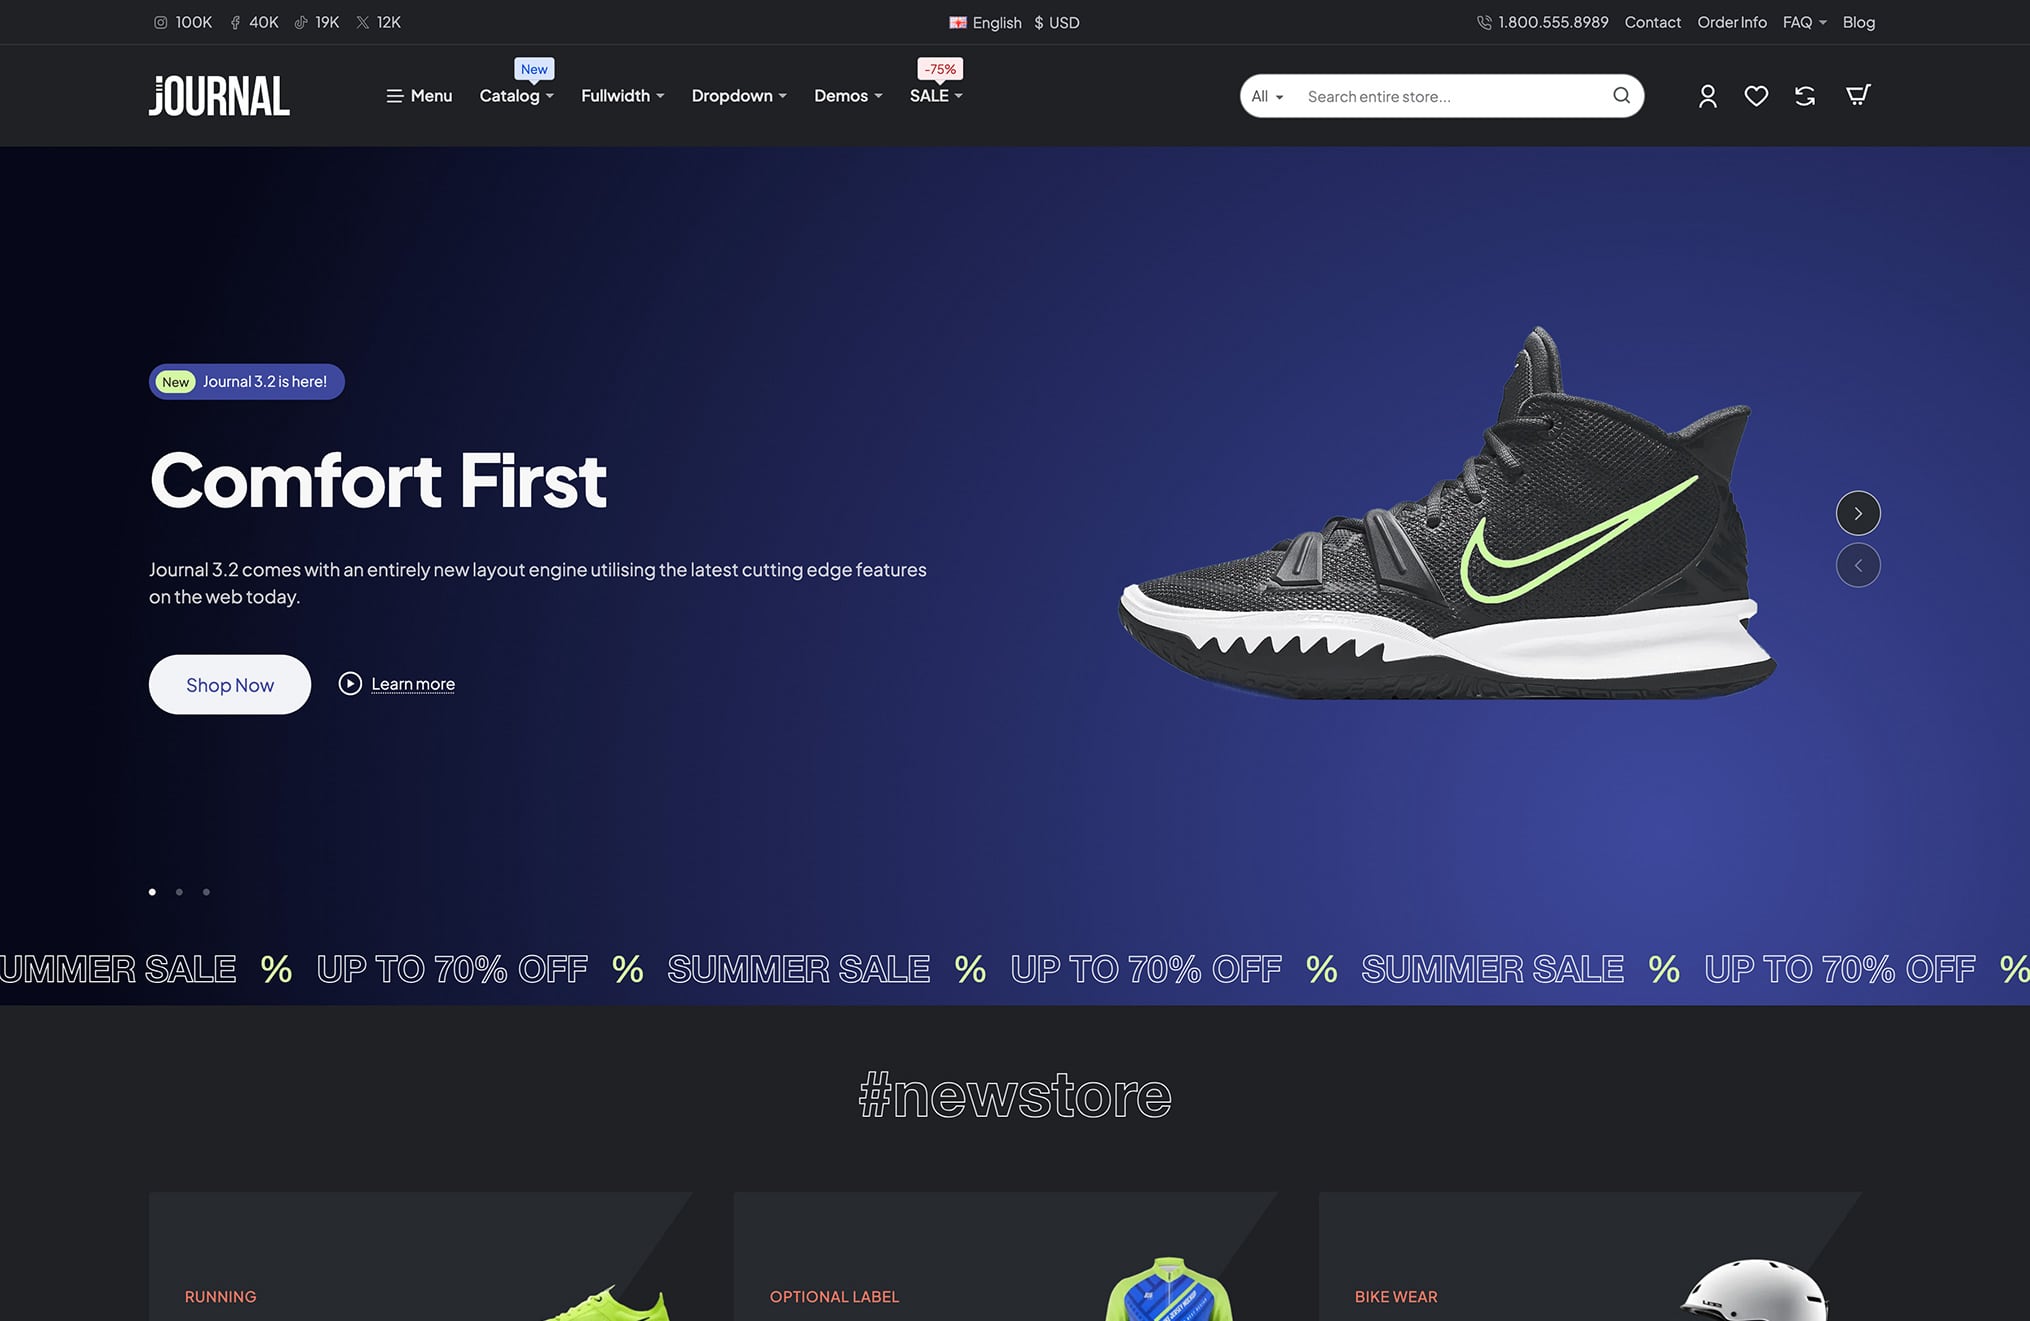 100K 40K 19K 12K
English $ USD
1.800.555.8989 Contact Order Info FAQ Blog
JOURNAL
New
-75%
Menu Catalog Fullwidth Dropdown Demos SALE
All Search entire store...
New Journal 3.2 is here!
Comfort First
Journal 3.2 comes with an entirely new layout engine utilising the latest cutting edge features
on the web today.
Shop Now
Learn more
UMMER SALE % UP TO 70% OFF % SUMMER SALE % UP TO 70% OFF % SUMMER SALE % UP TO 70% OFF %
#newstore
RUNNING
OPTIONAL LABEL
BIKE WEAR